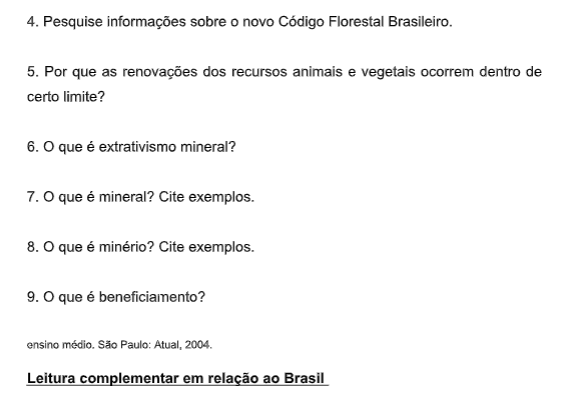 4. Pesquise informações sobre o novo Código Florestal Brasileiro.
5. Por que as renovações dos recursos animais e vegetais ocorrem dentro de
certo limite?
6. O que é extrativismo mineral?
7. O que é mineral? Cite exemplos.
8. O que é minério? Cite exemplos.
9. O que é beneficiamento?
ensino médio. São Paulo: Atual, 2004.
Leitura complementar em relação ao Brasil